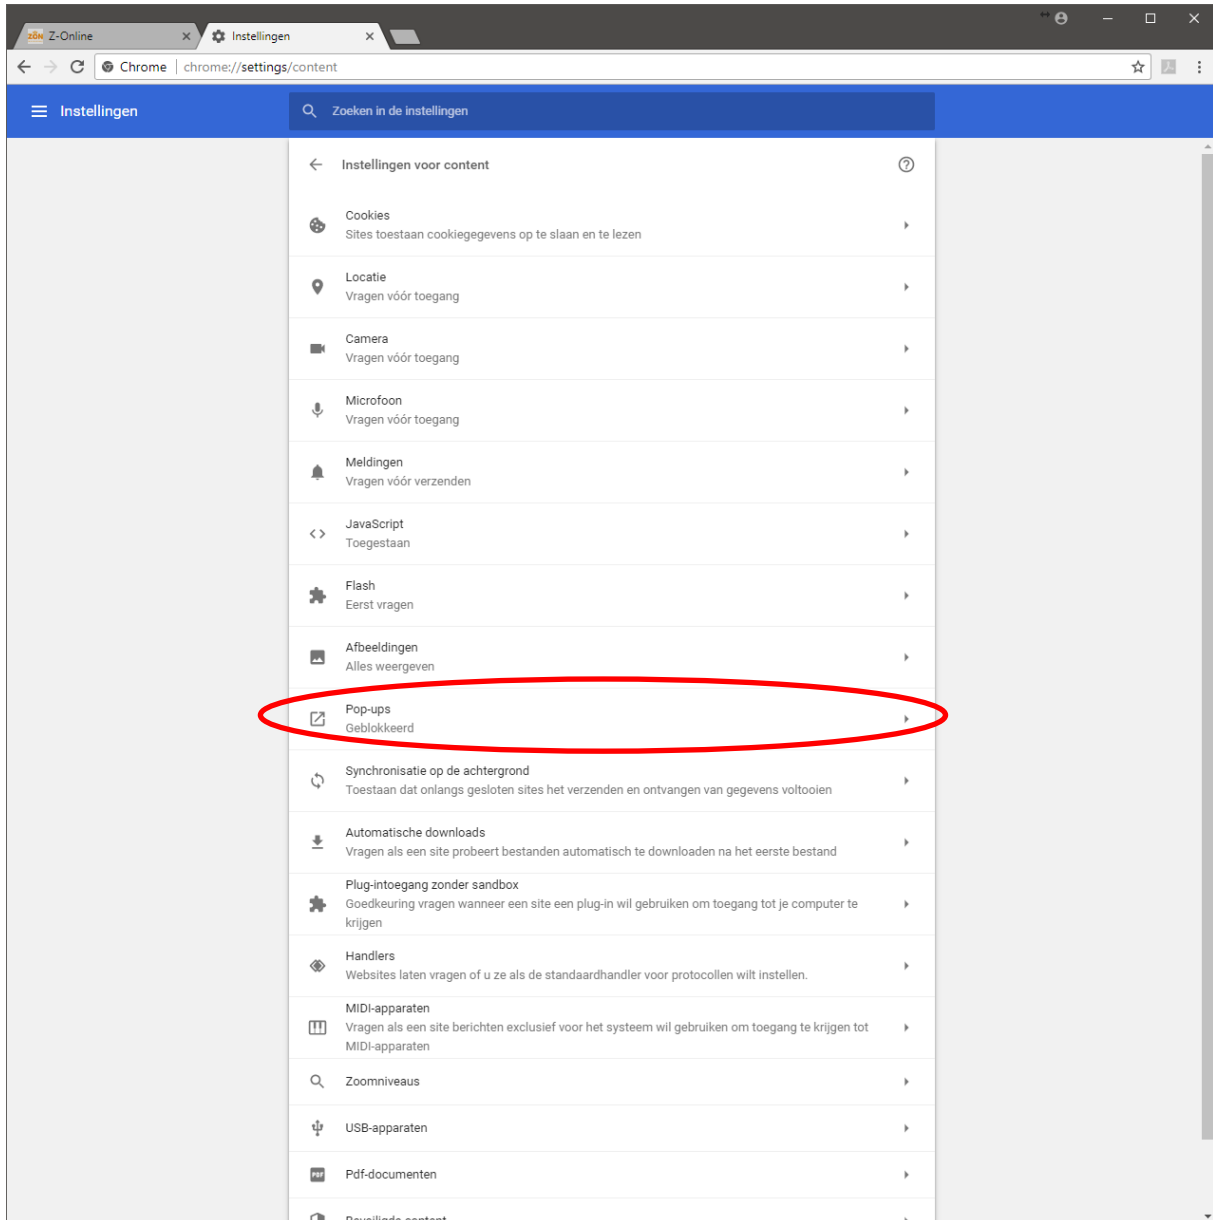 zōn Z-Online
Instellingen
Chrome chrome://settings/content
Instellingen
Zoeken in de instellingen
Instellingen voor content
Cookies
Sites toestaan cookiegegevens op te slaan en te lezen
Locatie
Vragen vóór toegang
Camera
Vragen vóór toegang
Microfoon
Vragen vóór toegang
Meldingen
Vragen vóór verzenden
JavaScript
Toegestaan
Flash
Eerst vragen
Afbeeldingen
Alles weergeven
Pop-ups
Geblokkeerd
Synchronisatie op de achtergrond
Toestaan dat onlangs gesloten sites het verzenden en ontvangen van gegevens voltooien
Automatische downloads
Vragen als een site probeert bestanden automatisch te downloaden na het eerste bestand
Plug-intoegang zonder sandbox
Goedkeuring vragen wanneer een site een plug-in wil gebruiken om toegang tot je computer te
krijgen
Handlers
Websites laten vragen of u ze als de standaardhandler voor protocollen wilt instellen.
MIDI-apparaten
Vragen als een site berichten exclusief voor het systeem wil gebruiken om toegang te krijgen tot
MIDI-apparaten
Zoomniveaus
USB-apparaten
PDF Pdf-documenten
Beveiligde content